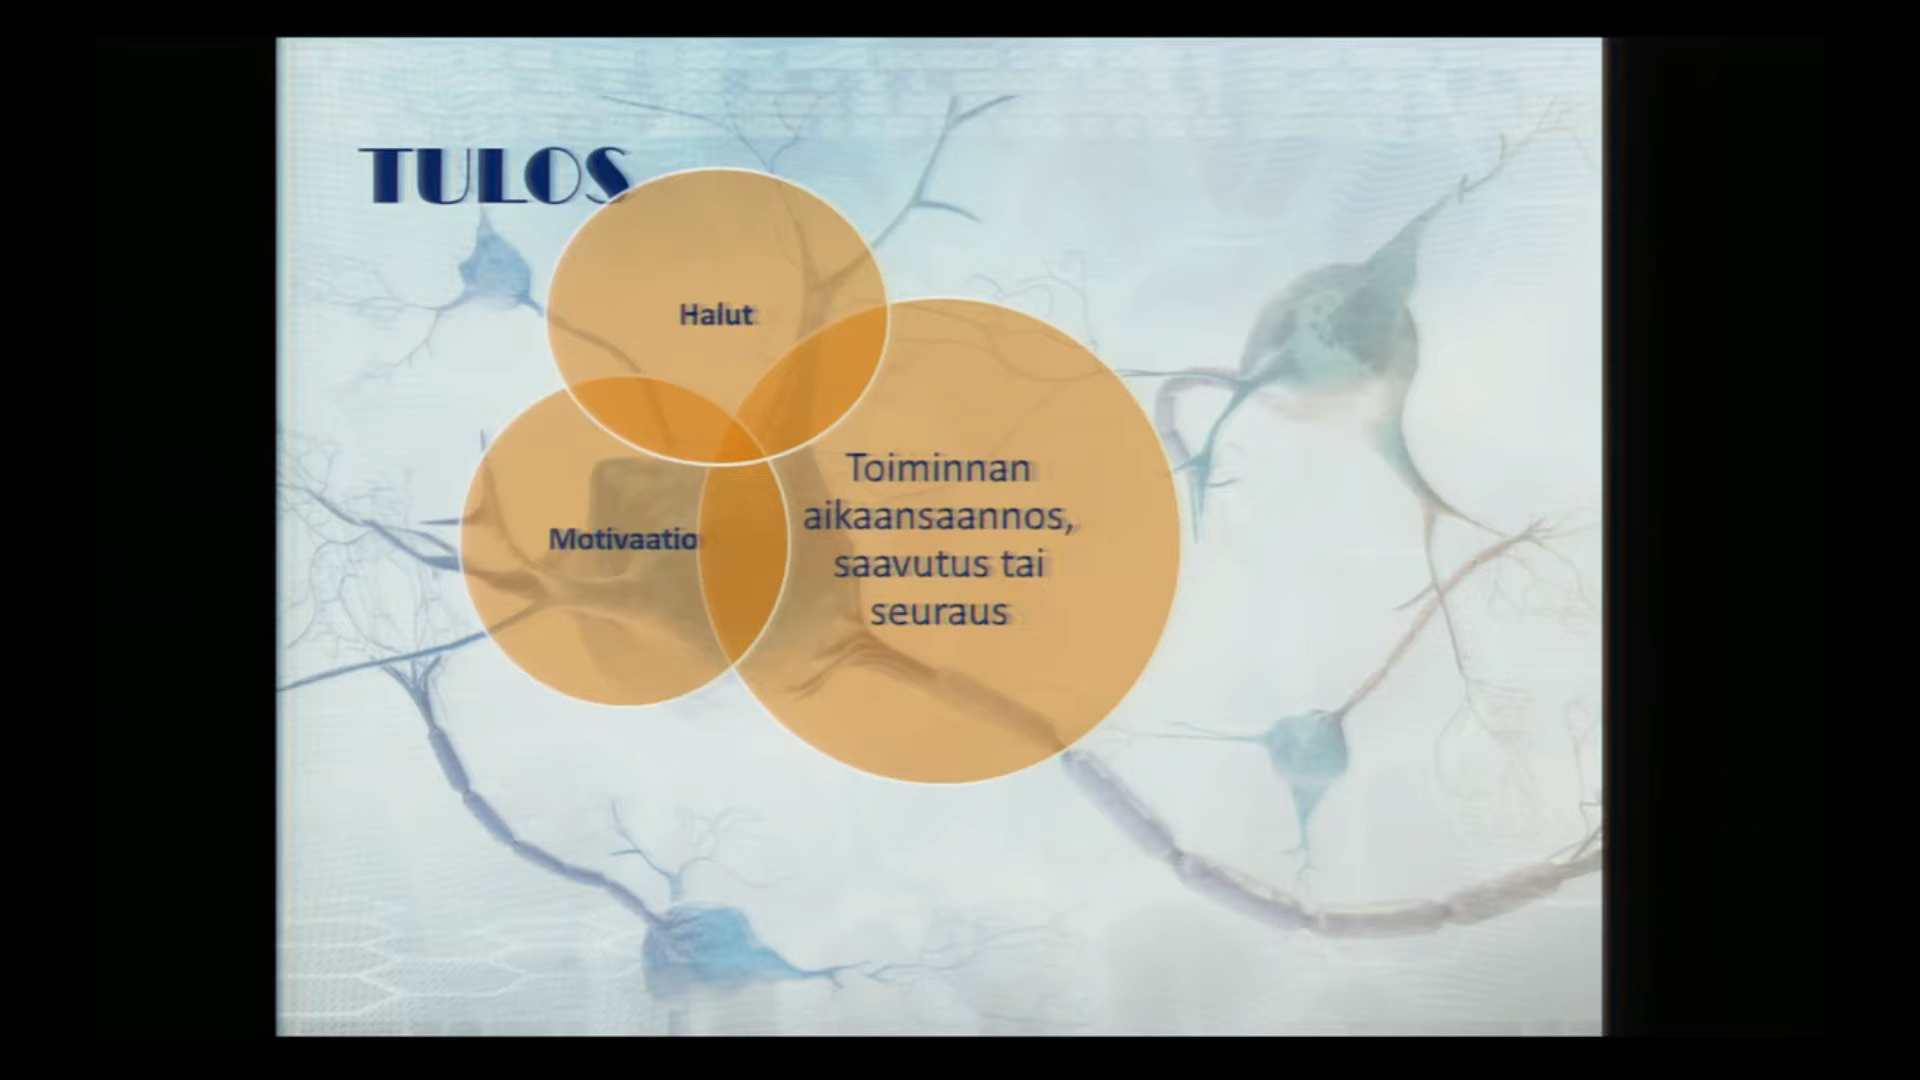 TULOS
Halut
Motivaatio
Toiminnan
aikaansaannos,
saavutus tai
seuraus